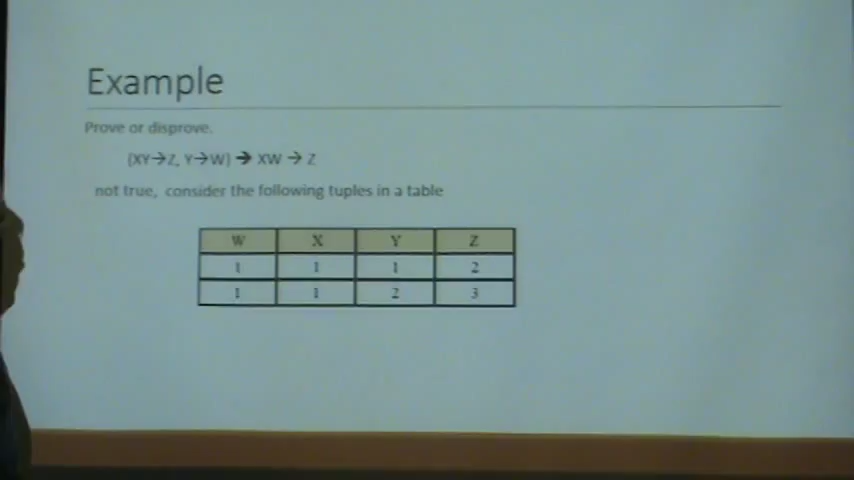 Example
Prove or disprove.
{XY→Z, Y→W} ➔ XW → Z
not true, consider the following tuples in a table
W X Y Z
1 1 1 2
1 1 2 3